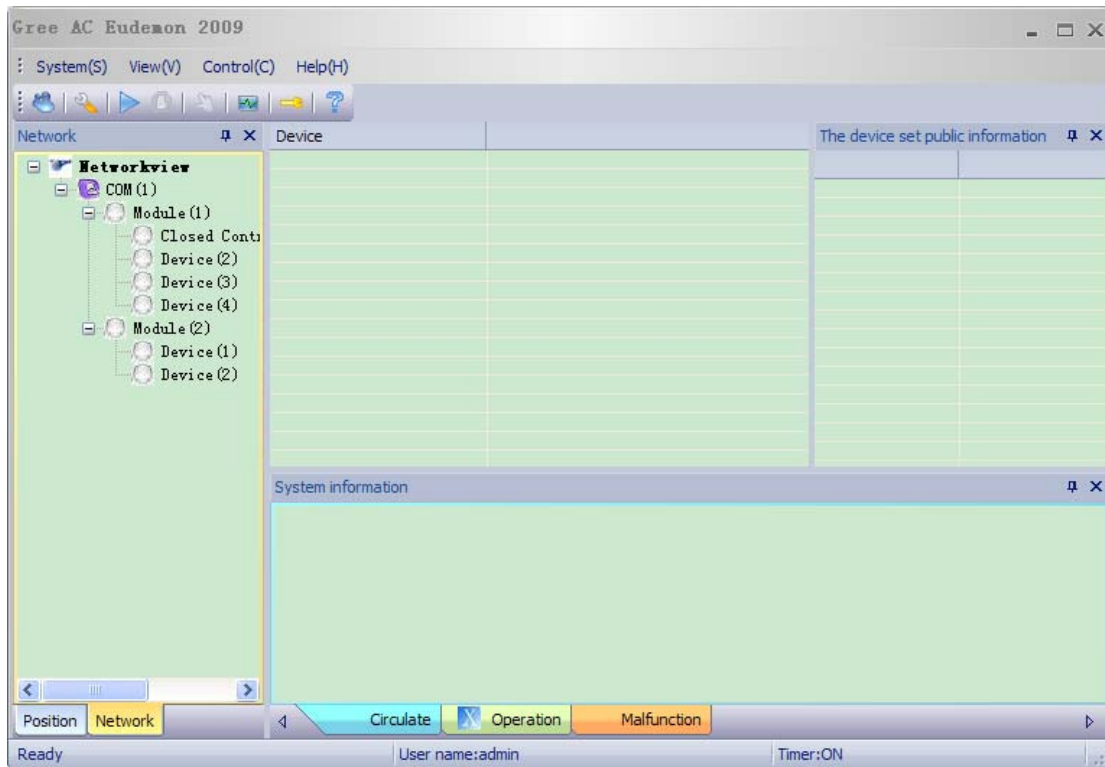 Gree AC Eudemon 2009
System(S) View(V) Control(C) Help(H)
Network
Device
The device set public information
Networkview
COM(1)
Module(1)
Closed Cont
Device(2)
Device(3)
Device(4)
Module(2)
Device(1)
Device(2)
System information
Position Network
Circulate Operation Malfunction
Ready User name:admin Timer:ON